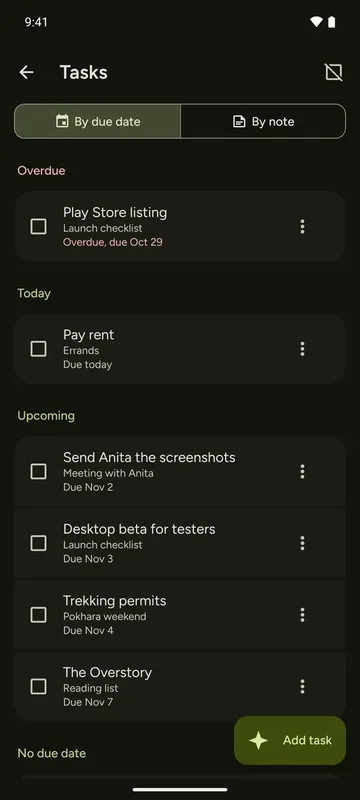 9:41
Tasks
By due date
By note
Overdue
Play Store listing
Launch checklist
Overdue, due Oct 29
Today
Pay rent
Errands
Due today
Upcoming
Send Anita the screenshots
Meeting with Anita
Due Nov 2
Desktop beta for testers
Launch checklist
Due Nov 3
Trekking permits
Pokhara weekend
Due Nov 4
The Overstory
Reading list
Due Nov 7
Add task
No due date